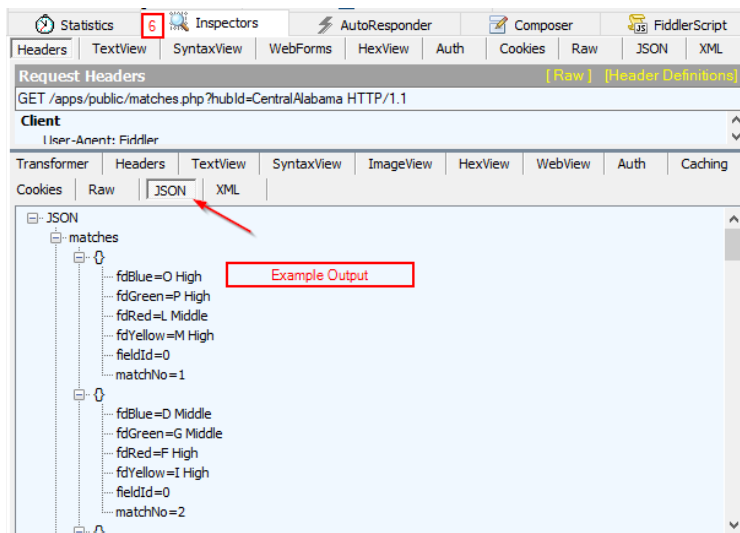 Statistics 6 Inspectors AutoResponder Composer FiddlerScript
Headers TextView SyntaxView WebForms HexView Auth Cookies Raw JSON XML
Request Headers [ Raw ] [Header Definitions]
GET /apps/public/matches.php?hubId=CentralAlabama HTTP/1.1
Client
User-Agent: Fiddler
Transformer Headers TextView SyntaxView ImageView HexView WebView Auth Caching
Cookies Raw JSON XML
JSON
matches
{}
fdBlue=O High Example Output
fdGreen=P High
fdRed=L Middle
fdYellow=M High
fieldId=0
matchNo=1
{}
fdBlue=D Middle
fdGreen=G Middle
fdRed=F High
fdYellow=I High
fieldId=0
matchNo=2
{}